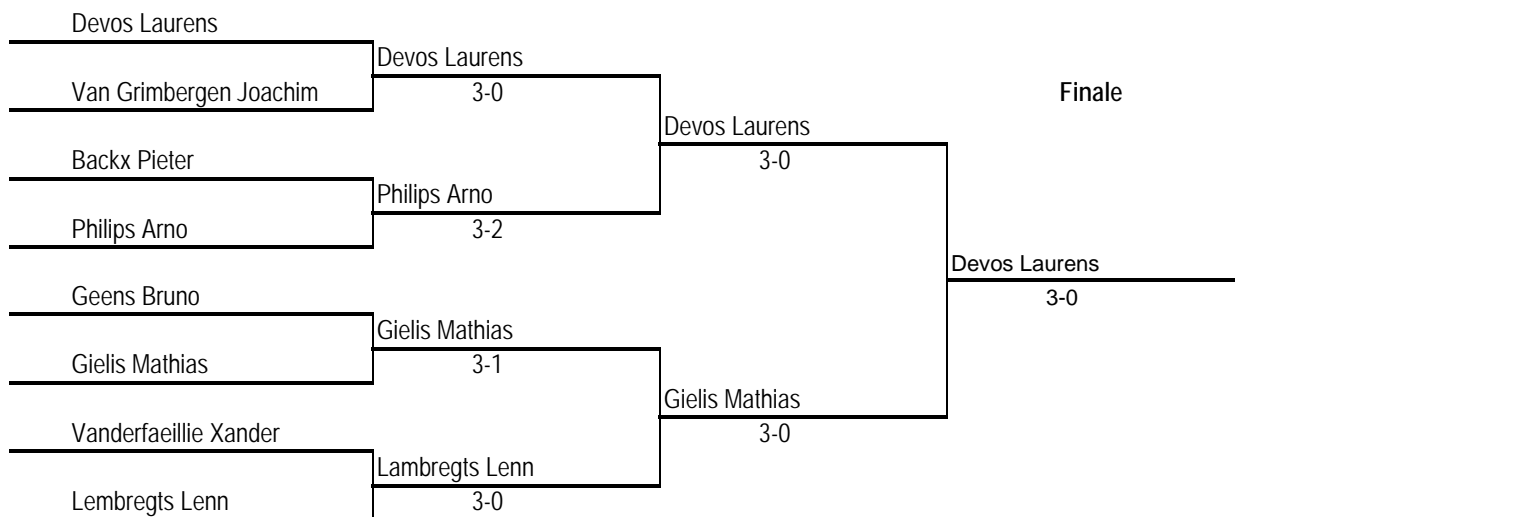 Devos Laurens
Devos Laurens
Van Grimbergen Joachim
3-0
Finale
Devos Laurens
Backx Pieter
3-0
Philips Arno
Philips Arno
3-2
Devos Laurens
Geens Bruno
3-0
Gielis Mathias
Gielis Mathias
3-1
Gielis Mathias
Vanderfaeillie Xander
3-0
Lambregts Lenn
Lembregts Lenn
3-0